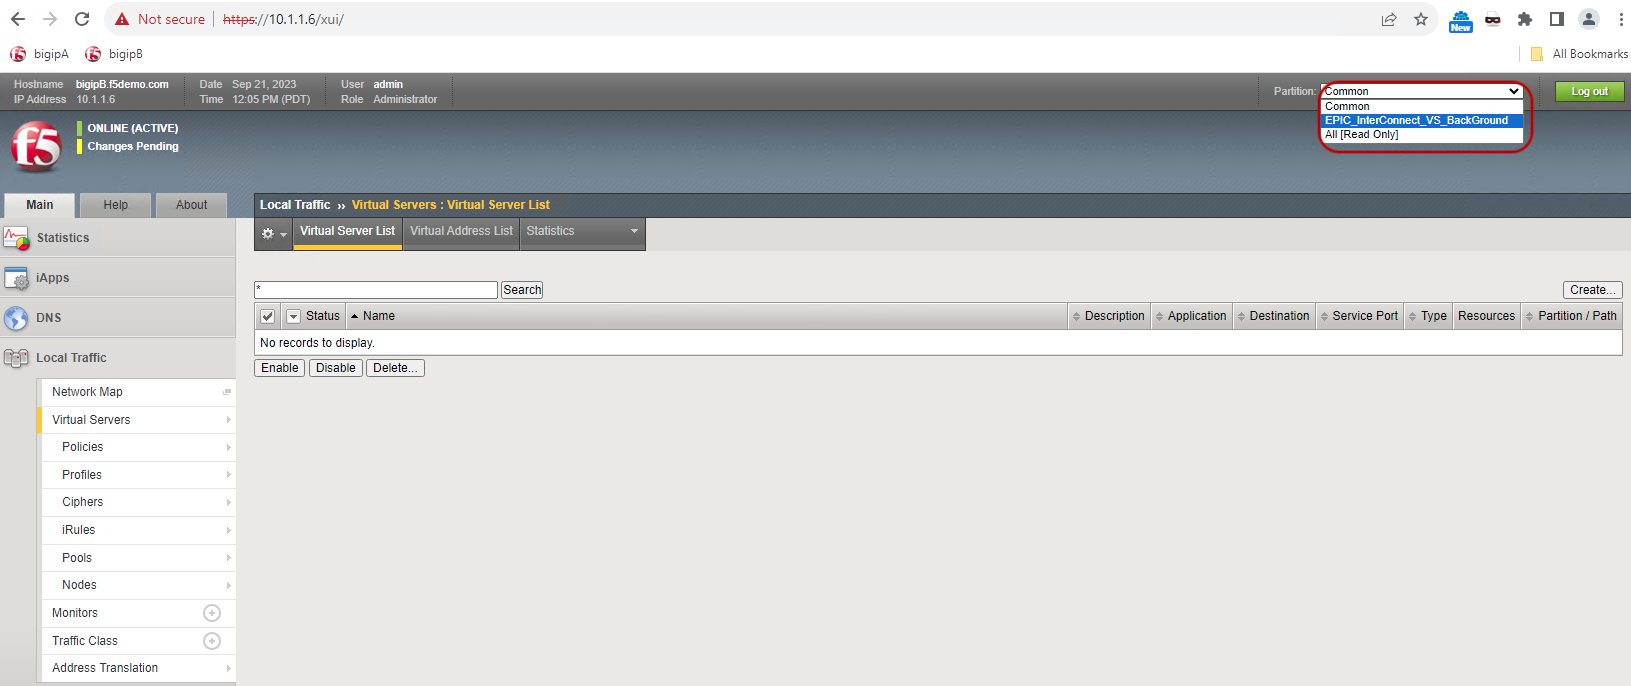 Not secure https://10.1.1.6/xui/
New
bigipA bigipB All Bookmarks
Hostname bigipB.f5demo.com Date Sep 21, 2023 User admin
IP Address 10.1.1.6 Time 12:05 PM (PDT) Role Administrator
Partition: Common Log out
Common
EPIC_InterConnect_VS_BackGround
All [Read Only]
f5
ONLINE (ACTIVE)
Changes Pending
Main Help About
Local Traffic ›› Virtual Servers : Virtual Server List
Virtual Server List Virtual Address List Statistics
Statistics
iApps
DNS
Local Traffic
Network Map
Virtual Servers
Policies
Profiles
Ciphers
iRules
Pools
Nodes
Monitors
Traffic Class
Address Translation
* Search Create...
Status Name Description Application Destination Service Port Type Resources Partition / Path
No records to display.
Enable Disable Delete...